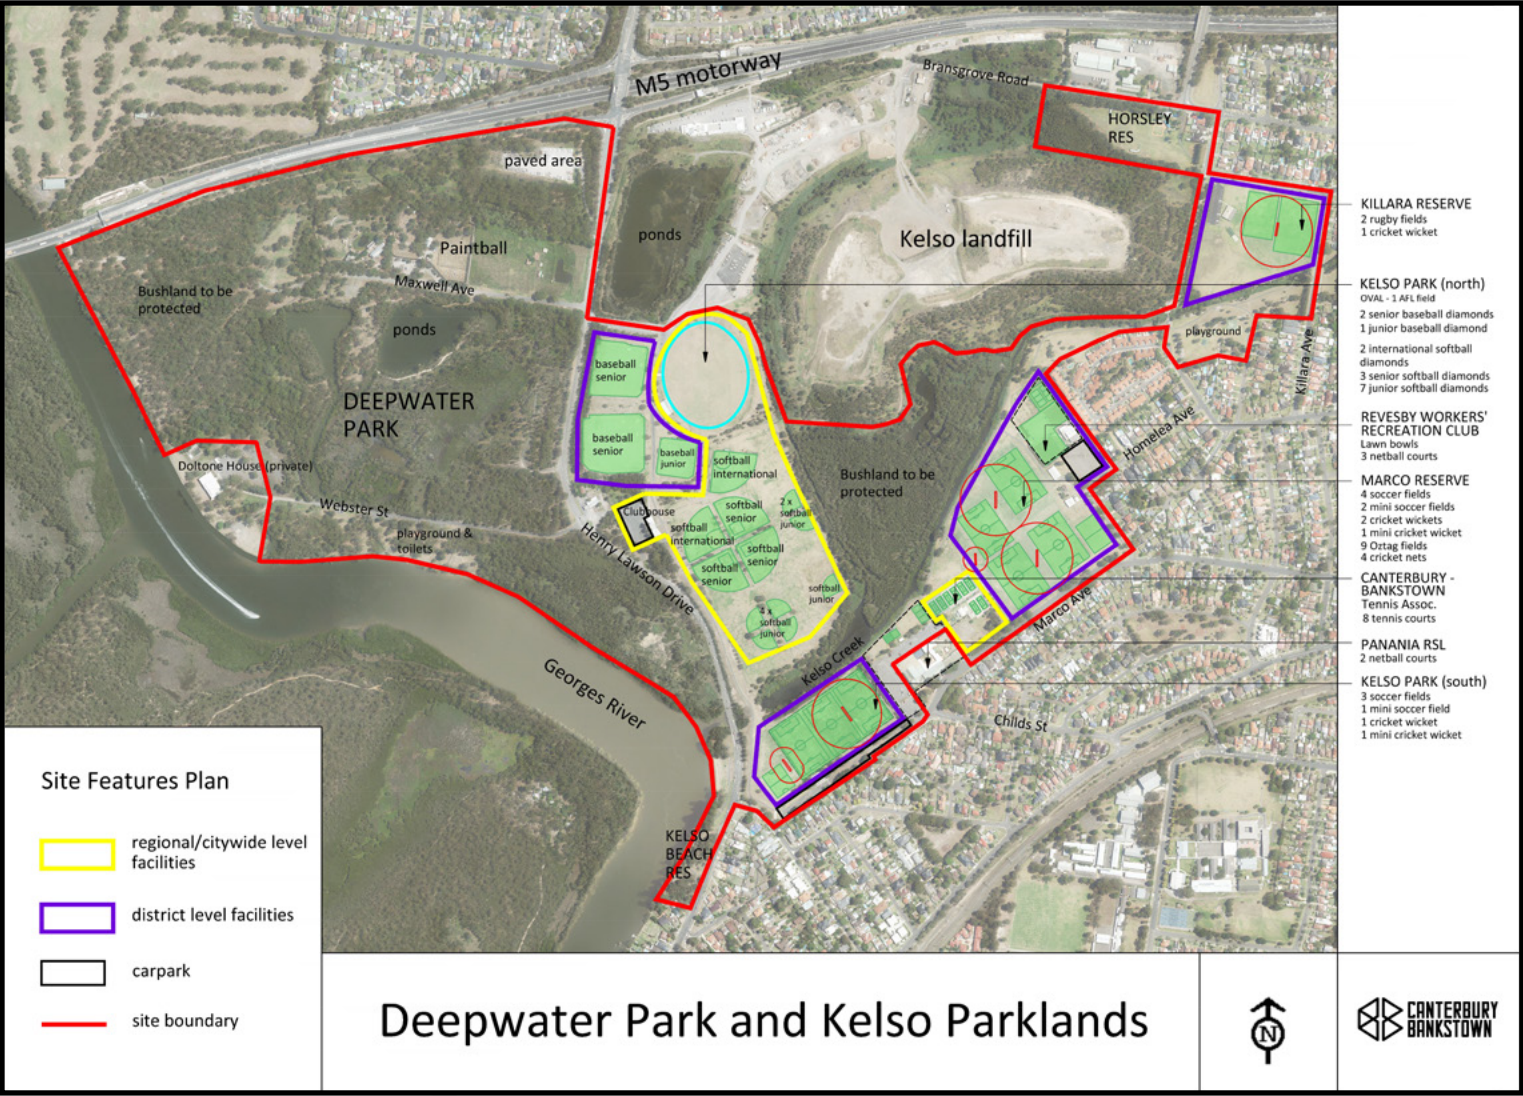 M5 motorway
Bransgrove Road
HORSLEY
RES
paved area
ponds
Kelso landfill
Paintball
Maxwell Ave
Bushland to be
protected
ponds
playground
Killara Ave
DEEPWATER
PARK
baseball
senior
baseball
senior
baseball
junior
softball
international
Homelea Ave
Bushland to be
protected
Doltone House (private)
Webster St
playground &
toilets
Clubhouse
softball
senior
2 x
softball
junior
softball
international
softball
senior
softball
senior
softball
junior
4 x
softball
junior
Henry Lawson Drive
Marco Ave
Kelso Creek
Georges River
Childs St
KELSO
BEACH
RES
KILLARA RESERVE
2 rugby fields
1 cricket wicket
KELSO PARK (north)
OVAL - 1 AFL field
2 senior baseball diamonds
1 junior baseball diamond
2 international softball
diamonds
3 senior softball diamonds
7 junior softball diamonds
REVESBY WORKERS'
RECREATION CLUB
Lawn bowls
3 netball courts
MARCO RESERVE
4 soccer fields
2 mini soccer fields
2 cricket wickets
1 mini cricket wicket
9 Oztag fields
4 cricket nets
CANTERBURY -
BANKSTOWN
Tennis Assoc.
8 tennis courts
PANANIA RSL
2 netball courts
KELSO PARK (south)
3 soccer fields
1 mini soccer field
1 cricket wicket
1 mini cricket wicket
Site Features Plan
regional/citywide level
facilities
district level facilities
carpark
site boundary
Deepwater Park and Kelso Parklands
N
CANTERBURY
BANKSTOWN